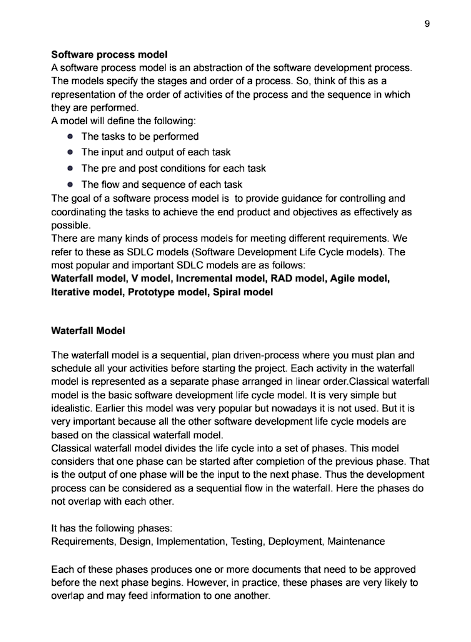 9
Software process model
A software process model is an abstraction of the software development process.
The models specify the stages and order of a process. So, think of this as a
representation of the order of activities of the process and the sequence in which
they are performed.
A model will define the following:
● The tasks to be performed
● The input and output of each task
● The pre and post conditions for each task
● The flow and sequence of each task
The goal of a software process model is  to provide guidance for controlling and
coordinating the tasks to achieve the end product and objectives as effectively as
possible.
There are many kinds of process models for meeting different requirements. We
refer to these as SDLC models (Software Development Life Cycle models). The
most popular and important SDLC models are as follows:
Waterfall model, V model, Incremental model, RAD model, Agile model,
Iterative model, Prototype model, Spiral model
Waterfall Model
The waterfall model is a sequential, plan driven-process where you must plan and
schedule all your activities before starting the project. Each activity in the waterfall
model is represented as a separate phase arranged in linear order.Classical waterfall
model is the basic software development life cycle model. It is very simple but
idealistic. Earlier this model was very popular but nowadays it is not used. But it is
very important because all the other software development life cycle models are
based on the classical waterfall model.
Classical waterfall model divides the life cycle into a set of phases. This model
considers that one phase can be started after completion of the previous phase. That
is the output of one phase will be the input to the next phase. Thus the development
process can be considered as a sequential flow in the waterfall. Here the phases do
not overlap with each other.
It has the following phases:
Requirements, Design, Implementation, Testing, Deployment, Maintenance
Each of these phases produces one or more documents that need to be approved
before the next phase begins. However, in practice, these phases are very likely to
overlap and may feed information to one another.